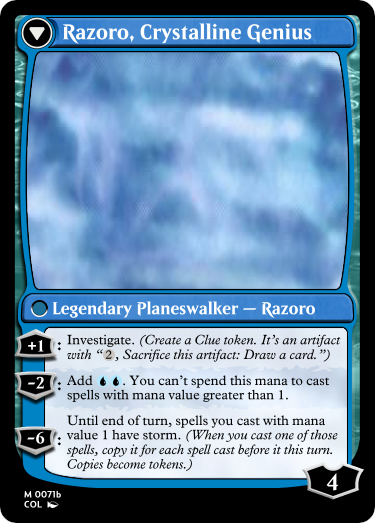 Razoro, Crystalline Genius
Legendary Planeswalker — Razoro
+1: Investigate. (Create a Clue token. It's an artifact
with “2, Sacrifice this artifact: Draw a card.”)
-2: Add . You can't spend this mana to cast
spells with mana value greater than 1.
-6: Until end of turn, spells you cast with mana
value 1 have storm. (When you cast one of those
spells, copy it for each spell cast before it this turn.
Copies become tokens.)
4
M 0071b
COL